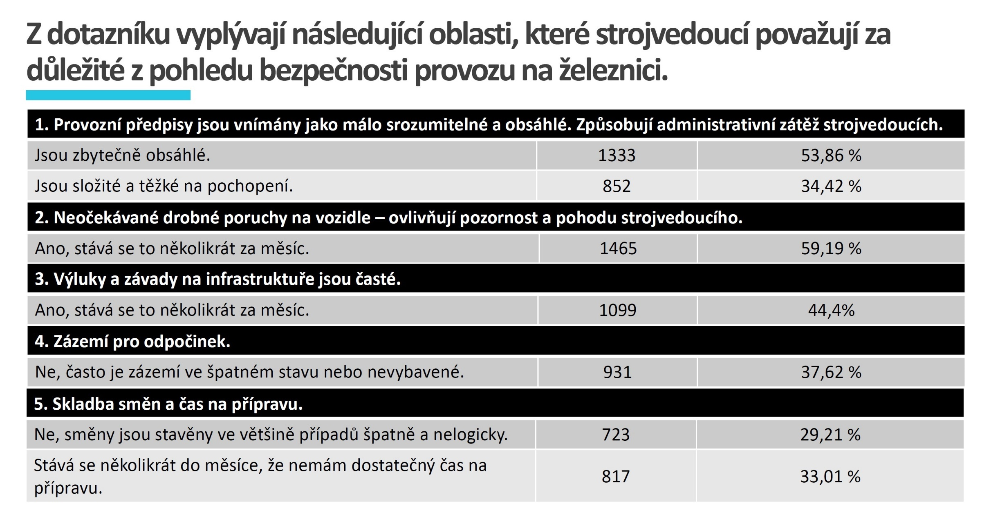 Z dotazníku vyplývají následující oblasti, které strojvedoucí považují za
důležité z pohledu bezpečnosti provozu na železnici.
1. Provozní předpisy jsou vnímány jako málo srozumitelné a obsáhlé. Způsobují administrativní zátěž strojvedoucích.
Jsou zbytečně obsáhlé. 1333 53,86 %
Jsou složité a těžké na pochopení. 852 34,42 %
2. Neočekávané drobné poruchy na vozidle – ovlivňují pozornost a pohodu strojvedoucího.
Ano, stává se to několikrát za měsíc. 1465 59,19 %
3. Výluky a závady na infrastruktuře jsou časté.
Ano, stává se to několikrát za měsíc. 1099 44,4%
4. Zázemí pro odpočinek.
Ne, často je zázemí ve špatném stavu nebo nevybavené. 931 37,62 %
5. Skladba směn a čas na přípravu.
Ne, směny jsou stavěny ve většině případů špatně a nelogicky. 723 29,21 %
Stává se několikrát do měsíce, že nemám dostatečný čas na
přípravu. 817 33,01 %